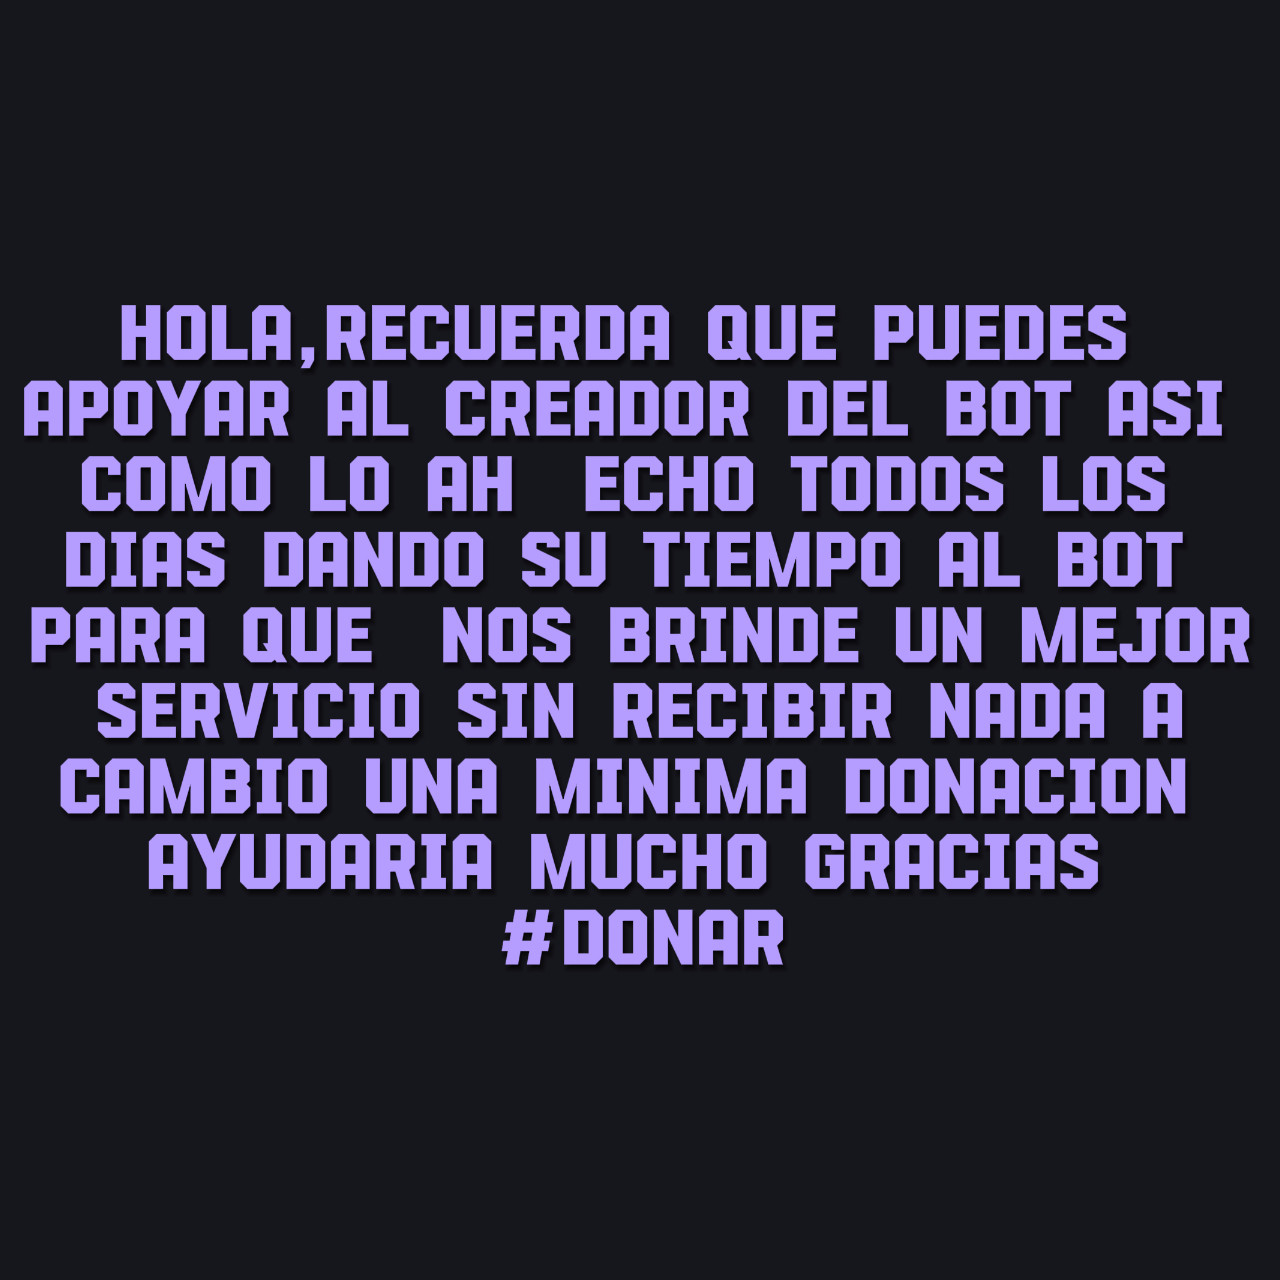 HOLA,RECUERDA QUE PUEDES
APOYAR AL CREADOR DEL BOT ASI
COMO LO AH ECHO TODOS LOS
DIAS DANDO SU TIEMPO AL BOT
PARA QUE NOS BRINDE UN MEJOR
SERVICIO SIN RECIBIR NADA A
CAMBIO UNA MINIMA DONACION
AYUDARIA MUCHO GRACIAS
#DONAR